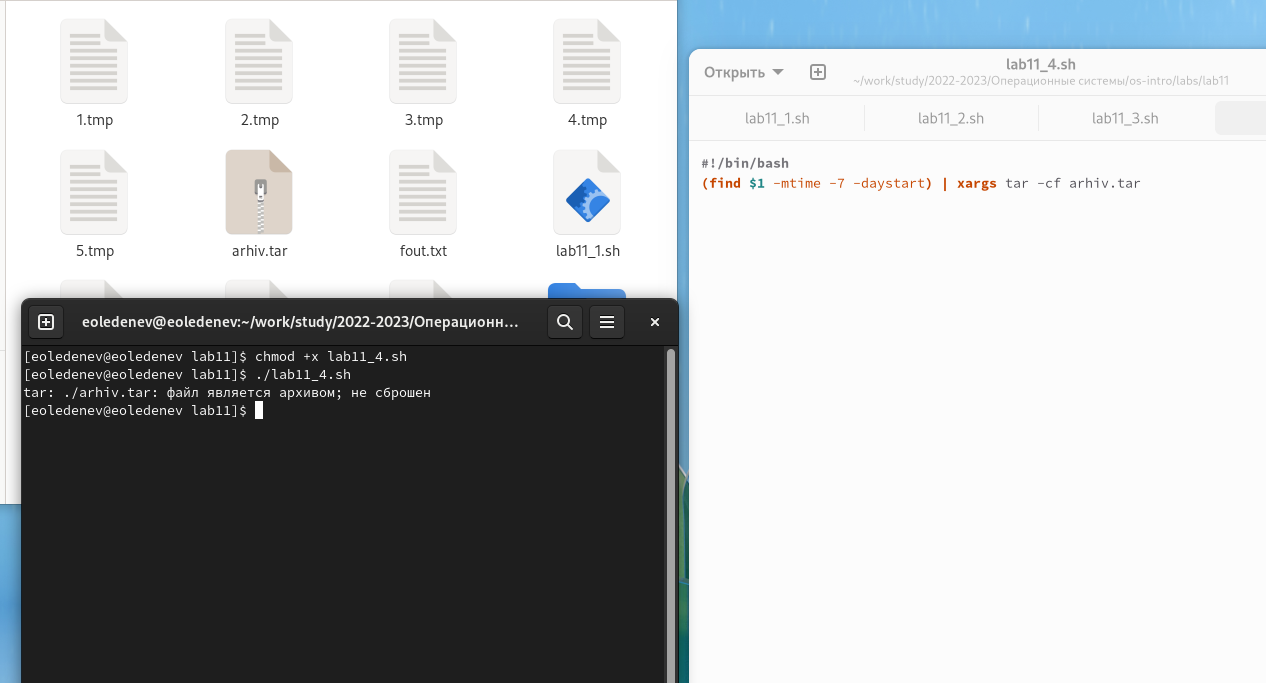 1.tmp
2.tmp
3.tmp
4.tmp
5.tmp
arhiv.tar
fout.txt
lab11_1.sh
eoledenev@eoledenev:~/work/study/2022-2023/Операционн...
[eoledenev@eoledenev lab11]$ chmod +x lab11_4.sh
[eoledenev@eoledenev lab11]$ ./lab11_4.sh
tar: ./arhiv.tar: файл является архивом; не сброшен
[eoledenev@eoledenev lab11]$
Открыть
lab11_4.sh
~/work/study/2022-2023/Операционные системы/os-intro/labs/lab11
lab11_1.sh
lab11_2.sh
lab11_3.sh
#!/bin/bash
(find $1 -mtime -7 -daystart) | xargs tar -cf arhiv.tar